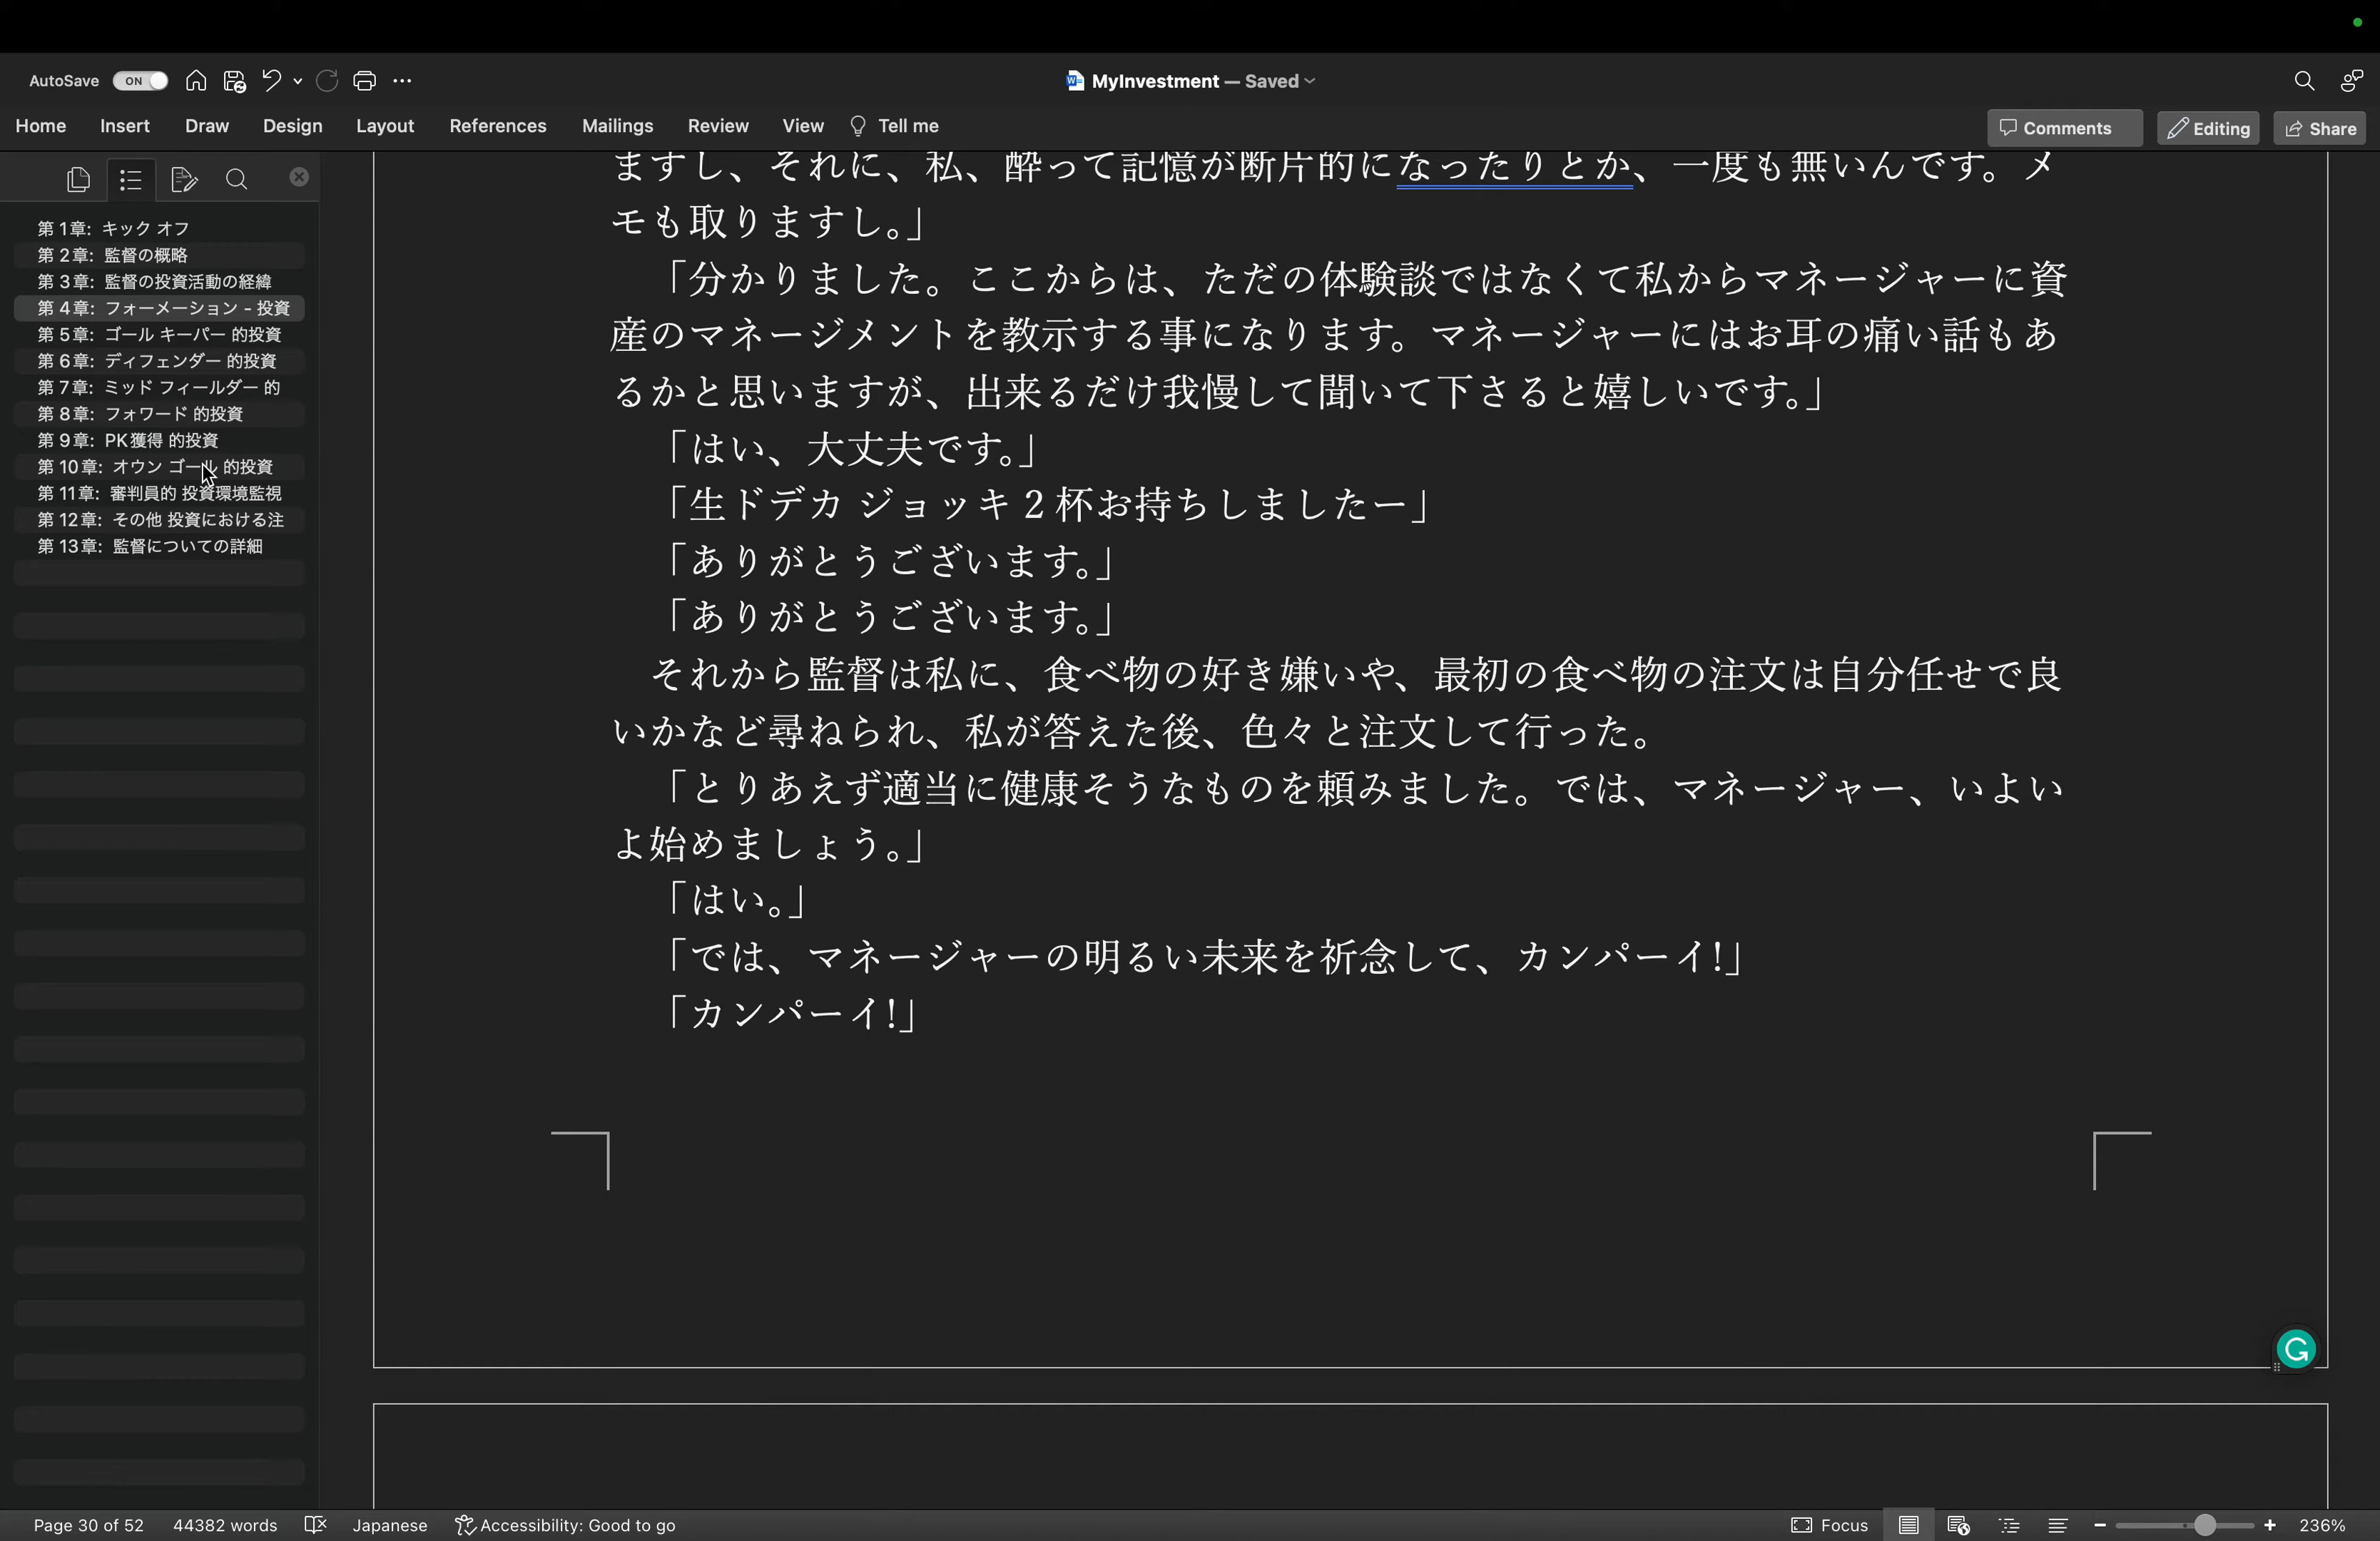 AutoSave ON
MyInvestment — Saved
Home Insert Draw Design Layout References Mailings Review View Tell me
Comments Editing Share
第 1章: キック オフ
第 2章: 監督の概略
第 3章: 監督の投資活動の経緯
第 4章: フォーメーション - 投資
第 5章: ゴール キーパー 的投資
第 6章: ディフェンダー 的投資
第 7章: ミッド フィールダー 的
第 8章: フォワード 的投資
第 9章: PK獲得 的投資
第 10章: オウン ゴール 的投資
第 11章: 審判員的 投資環境監視
第 12章: その他 投資における注
第 13章: 監督についての詳細
ますし、それに、私、酔って記憶が断片的になったりとか、一度も無いんです。メ
モも取りますし。」
「分かりました。ここからは、ただの体験談ではなくて私からマネージャーに資
産のマネージメントを教示する事になります。マネージャーにはお耳の痛い話もあ
るかと思いますが、出来るだけ我慢して聞いて下さると嬉しいです。」
「はい、大丈夫です。」
「生ドデカ ジョッキ２杯お持ちしましたー」
「ありがとうございます。」
「ありがとうございます。」
それから監督は私に、食べ物の好き嫌いや、最初の食べ物の注文は自分任せで良
いかなど尋ねられ、私が答えた後、色々と注文して行った。
「とりあえず適当に健康そうなものを頼みました。では、マネージャー、いよい
よ始めましょう。」
「はい。」
「では、マネージャーの明るい未来を祈念して、カンパーイ!」
「カンパーイ!」
Page 30 of 52 44382 words Japanese Accessibility: Good to go Focus 236%